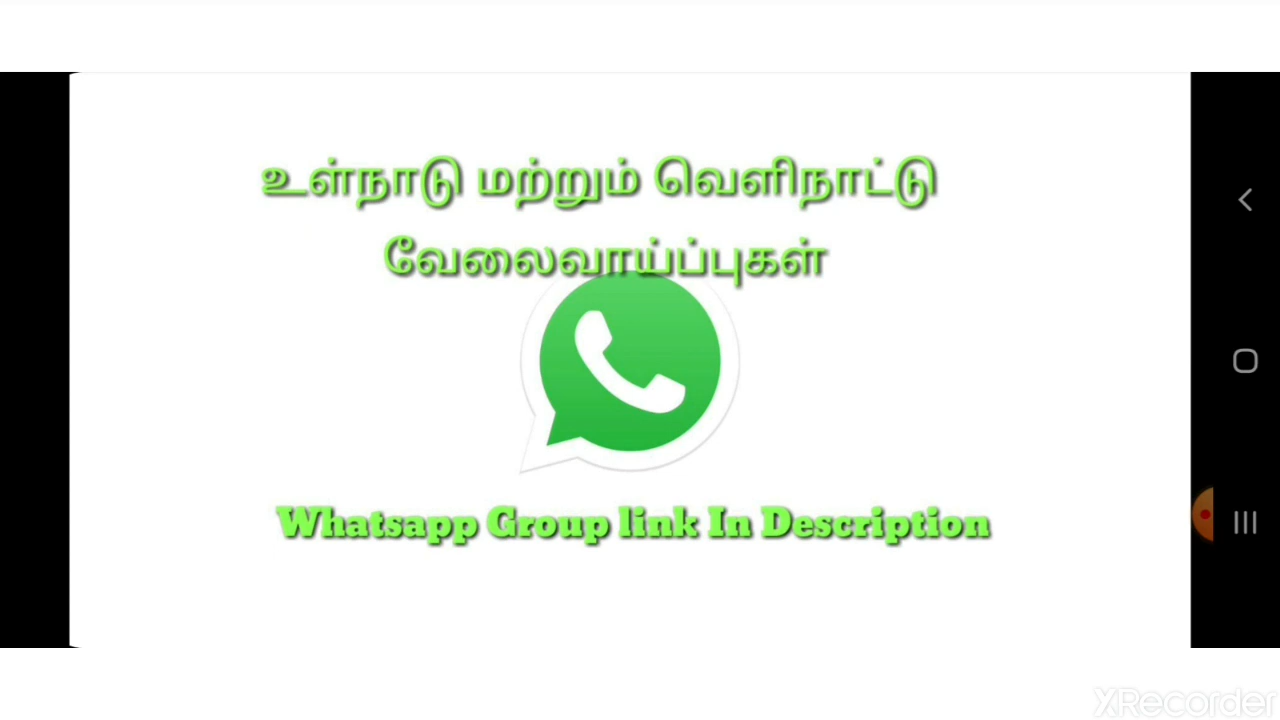 உள்நாடு மற்றும் வெளிநாட்டு
வேலைவாய்ப்புகள்
Whatsapp Group link In Description
XRecorder